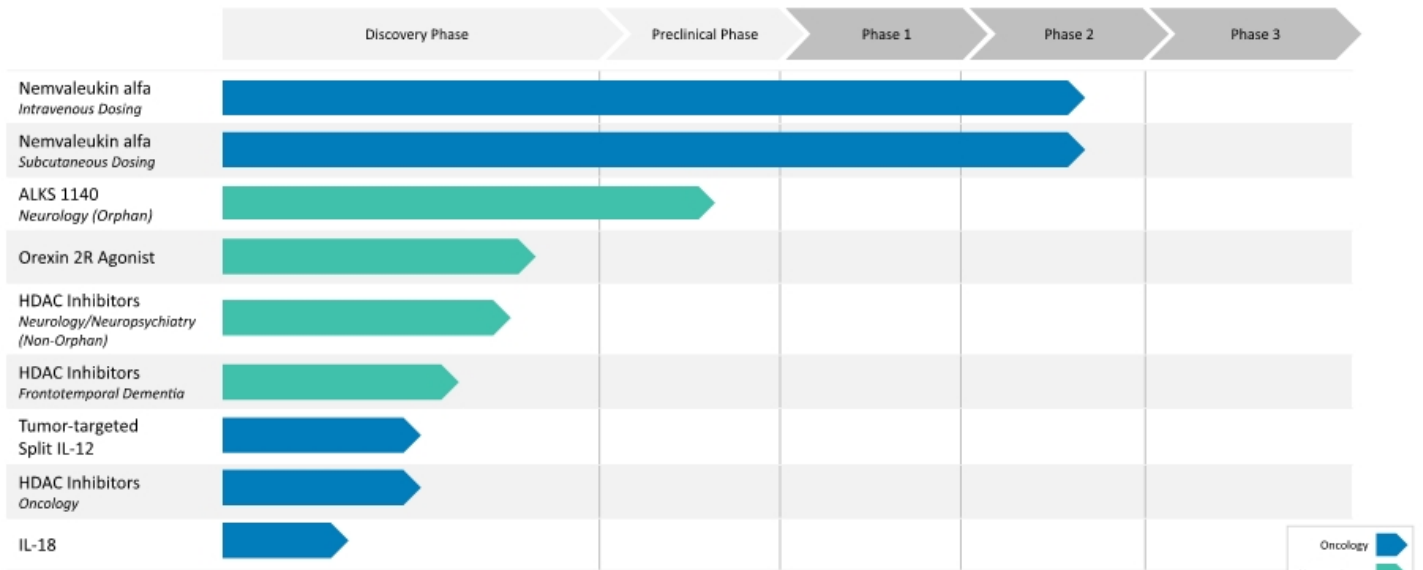 Discovery Phase
Preclinical Phase
Phase 1
Phase 2
Phase 3
Nemvaleukin alfa
Intravenous Dosing
Nemvaleukin alfa
Subcutaneous Dosing
ALKS 1140
Neurology (Orphan)
Orexin 2R Agonist
HDAC Inhibitors
Neurology/Neuropsychiatry
(Non-Orphan)
HDAC Inhibitors
Frontotemporal Dementia
Tumor-targeted
Split IL-12
HDAC Inhibitors
Oncology
IL-18
Oncology